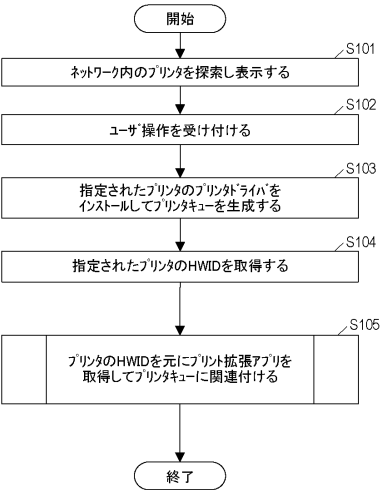 開始
S101
ネットワーク内のプリンタを探索し表示する
S102
ユーザ操作を受け付ける
S103
指定されたプリンタのプリンタドライバを
インストールしてプリンタキューを生成する
S104
指定されたプリンタのHWIDを取得する
S105
プリンタのHWIDを元にプリント拡張アプリを
取得してプリンタキューに関連付ける
終了